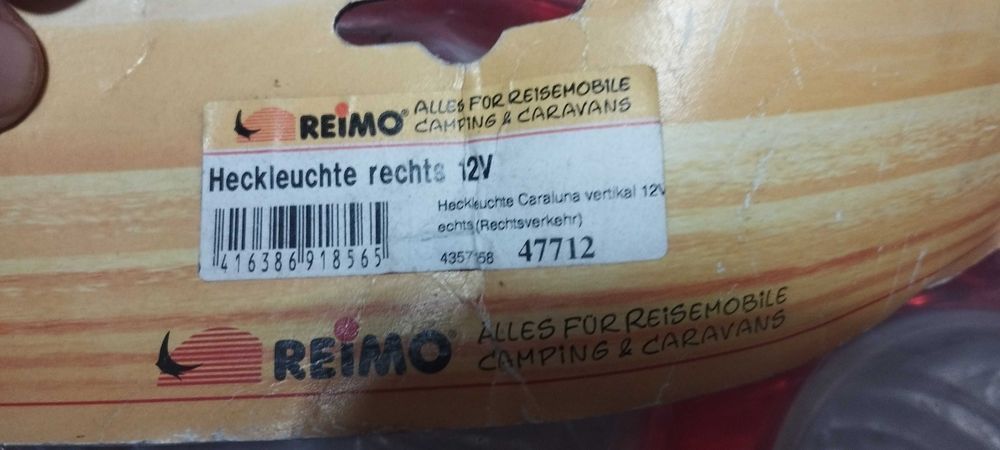 REIMO® ALLES FÜR REISEMOBILE
CAMPING & CARAVANS
Heckleuchte rechts 12V
Heckleuchte Caraluna vertikal 12V
echts (Rechtsverkehr)
416386918565
47712
REIMO® ALLES FÜR REISEMOBILE
CAMPING & CARAVANS